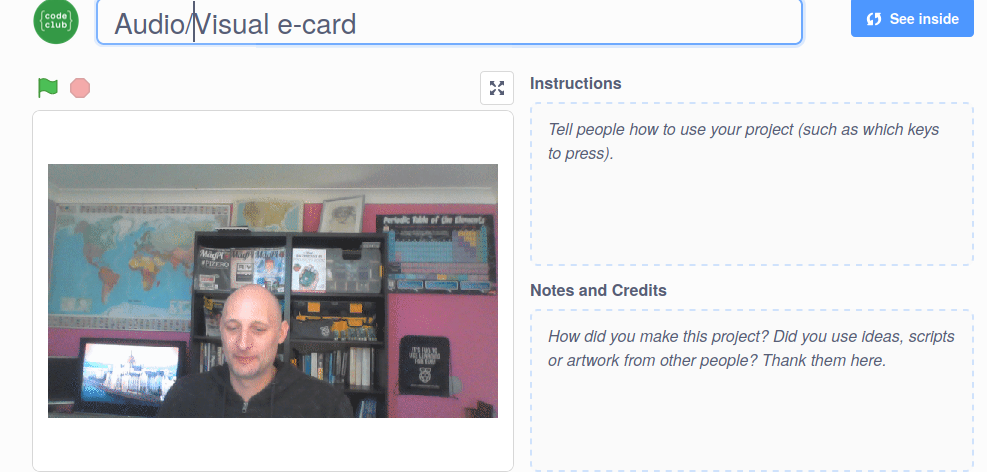 {code
club}
Audio/Visual e-card
See inside
Instructions
Tell people how to use your project (such as which keys
to press).
Periodic Table of the Elements
MagPi
MagPi
Notes and Credits
How did you make this project? Did you use ideas, scripts
or artwork from other people? Thank them here.